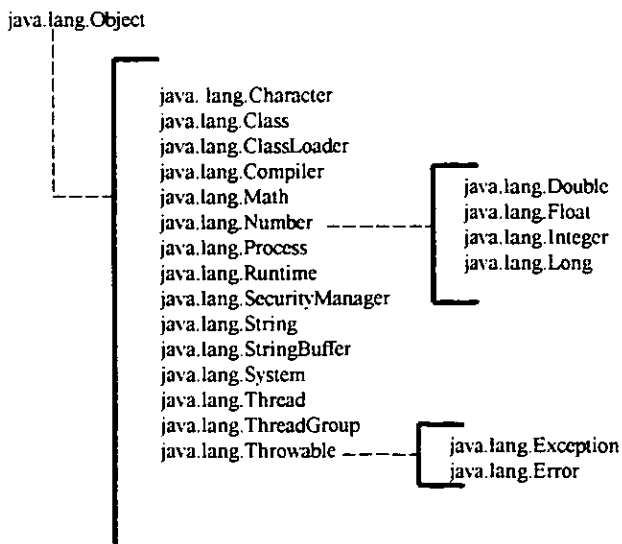 java.lang.Object
java. lang.Character
java.lang.Class
java.lang.ClassLoader
java.lang.Compiler
java.lang.Math
java.lang.Number
java.lang.Process
java.lang.Runtime
java.lang.SecurityManager
java.lang.String
java.lang.StringBuffer
java.lang.System
java.lang.Thread
java.lang.ThreadGroup
java.lang.Throwable
java.lang.Double
java.lang.Float
java.lang.Integer
java.lang.Long
java.lang.Exception
java.lang.Error